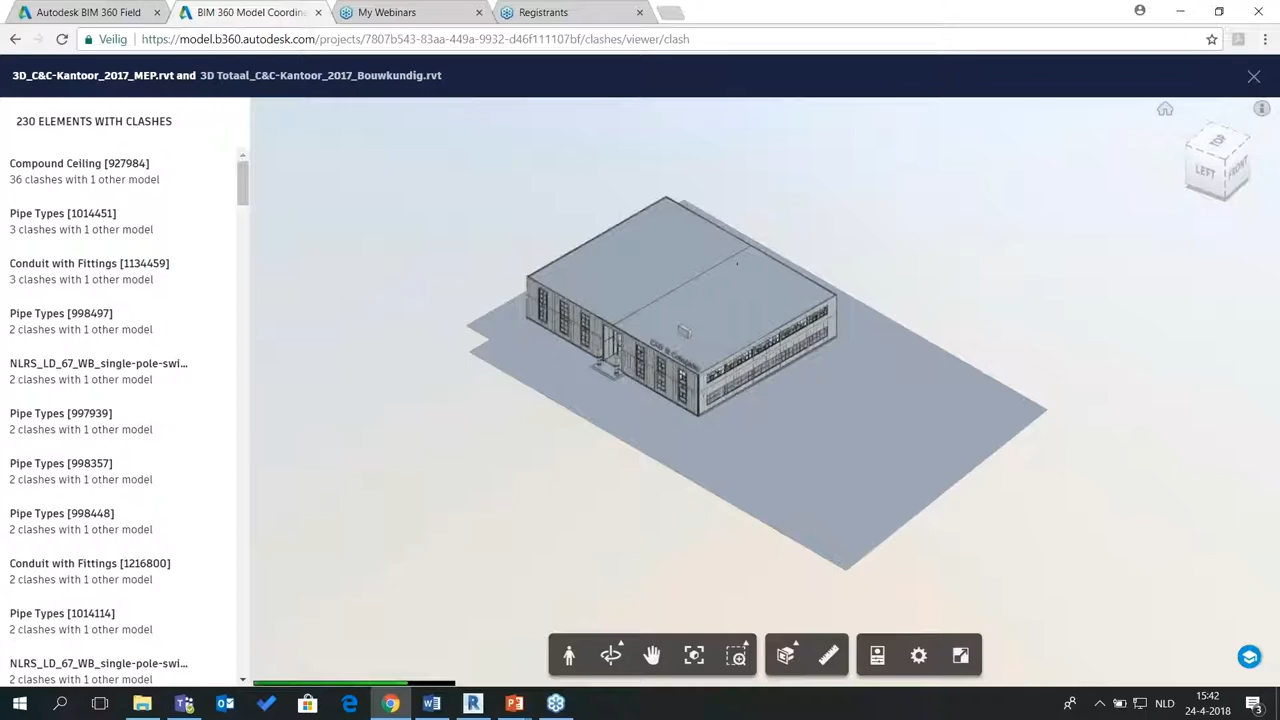 Autodesk BIM 360 Field
BIM 360 Model Coordin
My Webinars
Registrants
Veilig
https://model.b360.autodesk.com/projects/7807b543-83aa-449a-9932-d46f111107bf/clashes/viewer/clash
3D_C&C-Kantoor_2017_MEP.rvt and 3D Totaal_C&C-Kantoor_2017_Bouwkundig.rvt
230 ELEMENTS WITH CLASHES
Compound Ceiling [927984]
36 clashes with 1 other model
Pipe Types [1014451]
3 clashes with 1 other model
Conduit with Fittings [1134459]
3 clashes with 1 other model
Pipe Types [998497]
2 clashes with 1 other model
NLRS_LD_67_WB_single-pole-swi...
2 clashes with 1 other model
Pipe Types [997939]
2 clashes with 1 other model
Pipe Types [998357]
2 clashes with 1 other model
Pipe Types [998448]
2 clashes with 1 other model
Conduit with Fittings [1216800]
2 clashes with 1 other model
Pipe Types [1014114]
2 clashes with 1 other model
NLRS_LD_67_WB_single-pole-swi...
2 clashes with 1 other model
TOP
LEFT
FRONT
NLD
15:42
24-4-2018
3